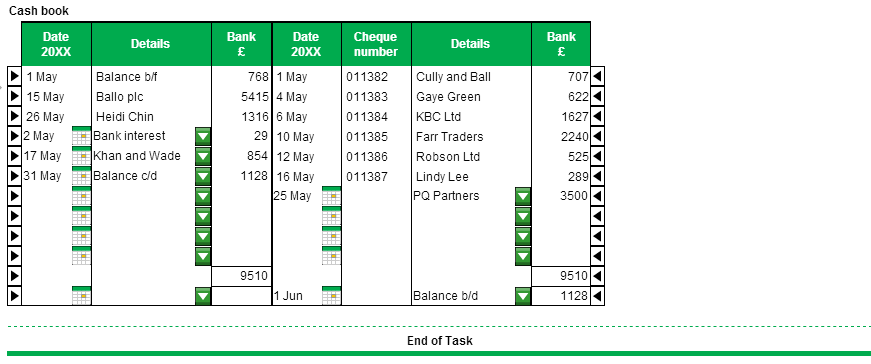 Cash book
Date 20XX Details Bank £ Date 20XX Cheque number Details Bank £
1 May Balance b/f 768 1 May 011382 Cully and Ball 707
15 May Ballo plc 5415 4 May 011383 Gaye Green 622
26 May Heidi Chin 1316 6 May 011384 KBC Ltd 1627
2 May Bank interest 29 10 May 011385 Farr Traders 2240
17 May Khan and Wade 854 12 May 011386 Robson Ltd 525
31 May Balance c/d 1128 16 May 011387 Lindy Lee 289
25 May PQ Partners 3500
9510 9510
1 Jun Balance b/d 1128
End of Task